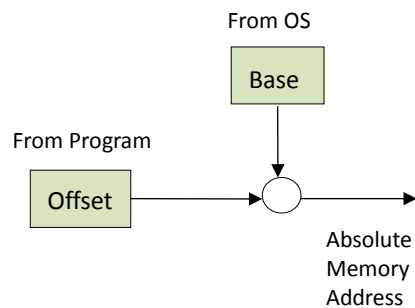 From OS
Base
From Program
Offset
Absolute
Memory
Address